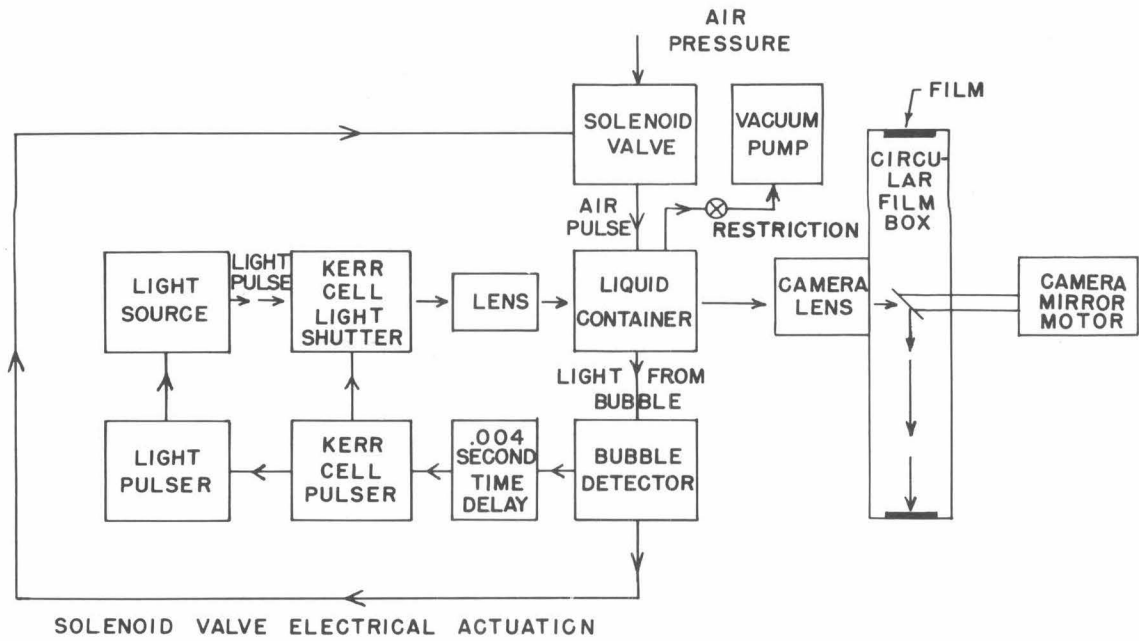 AIR
PRESSURE
SOLENOID
VALVE
VACUUM
PUMP
FILM
CIRCU-
LAR
FILM
BOX
AIR
PULSE
RESTRICTION
LIGHT
SOURCE
LIGHT
PULSE
KERR
CELL
LIGHT
SHUTTER
LENS
LIQUID
CONTAINER
CAMERA
LENS
CAMERA
MIRROR
MOTOR
LIGHT FROM
BUBBLE
LIGHT
PULSER
KERR
CELL
PULSER
.004
SECOND
TIME
DELAY
BUBBLE
DETECTOR
SOLENOID VALVE ELECTRICAL ACTUATION